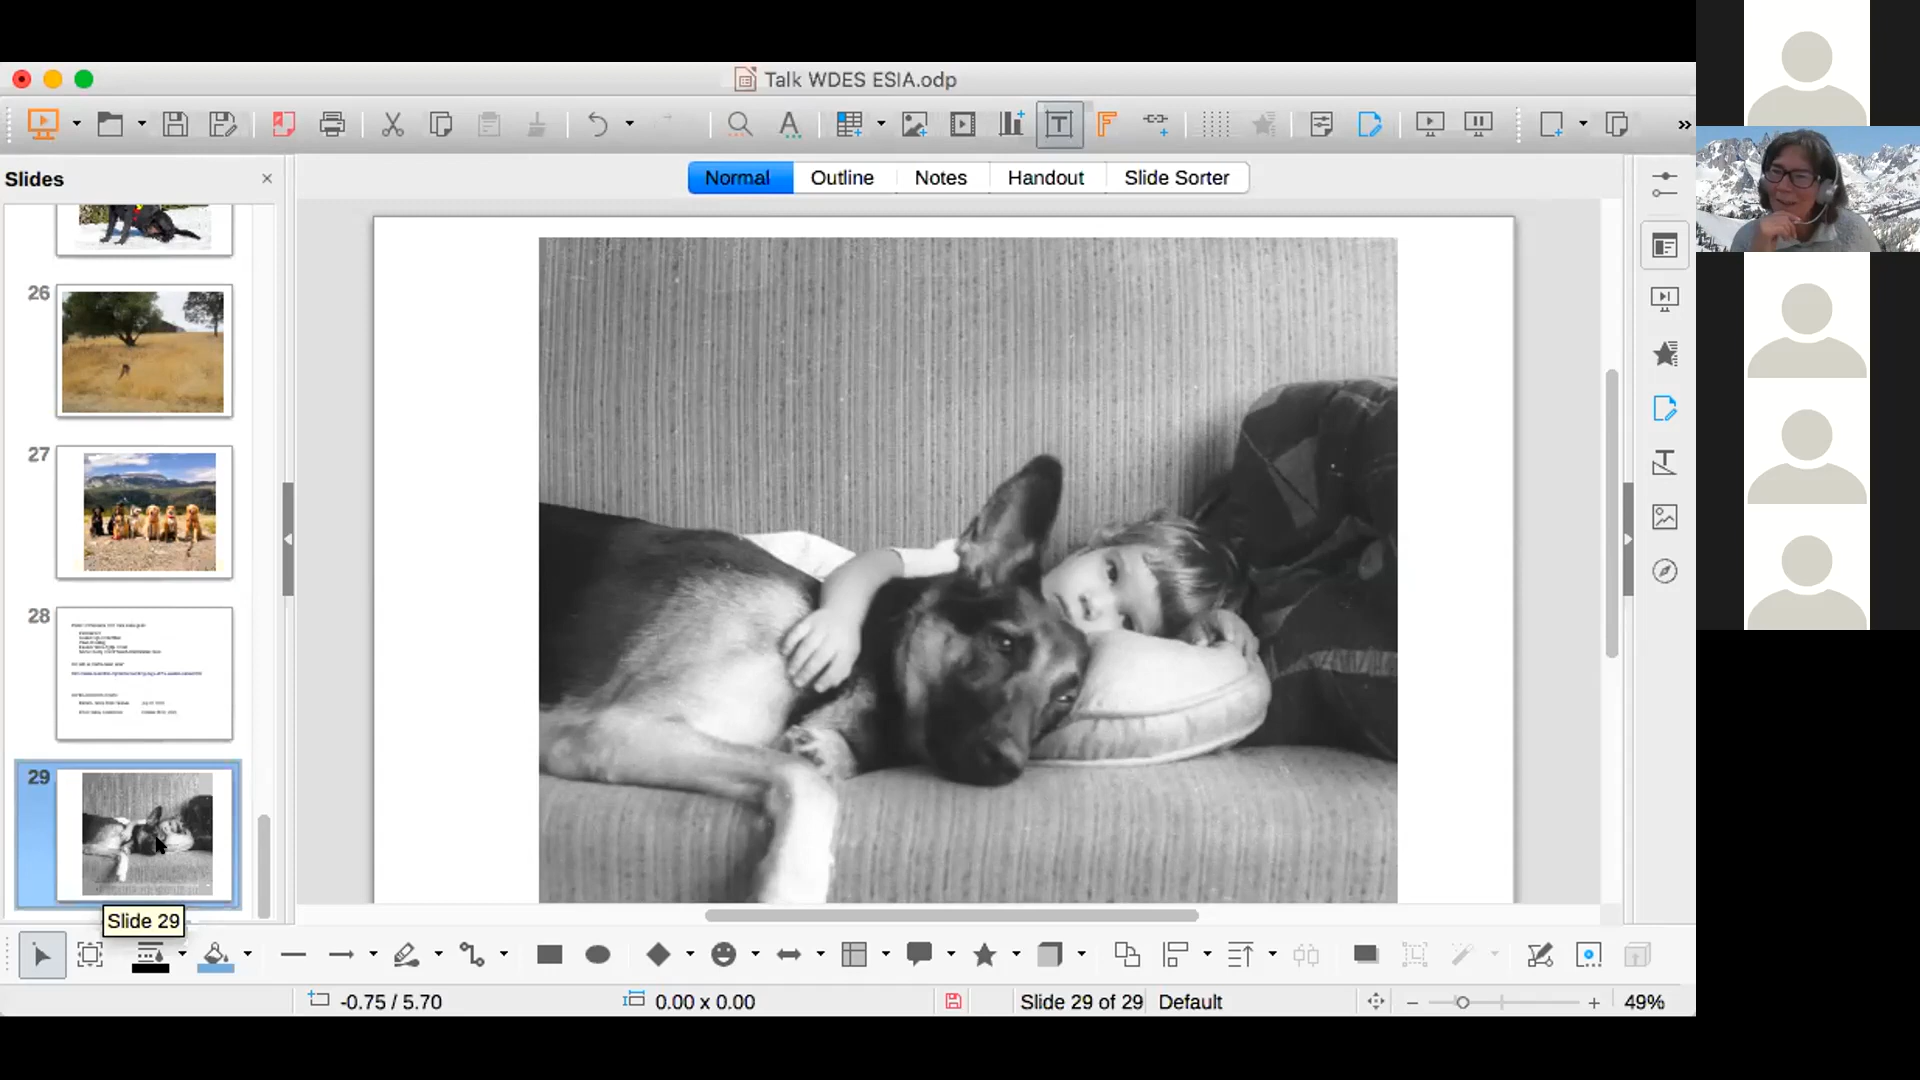 Talk WDES ESIA.odp
Slides
Normal
Outline
Notes
Handout
Slide Sorter
26
27
28
29
Slide 29
-0.75 / 5.70
0.00 x 0.00
Slide 29 of 29
Default
49%